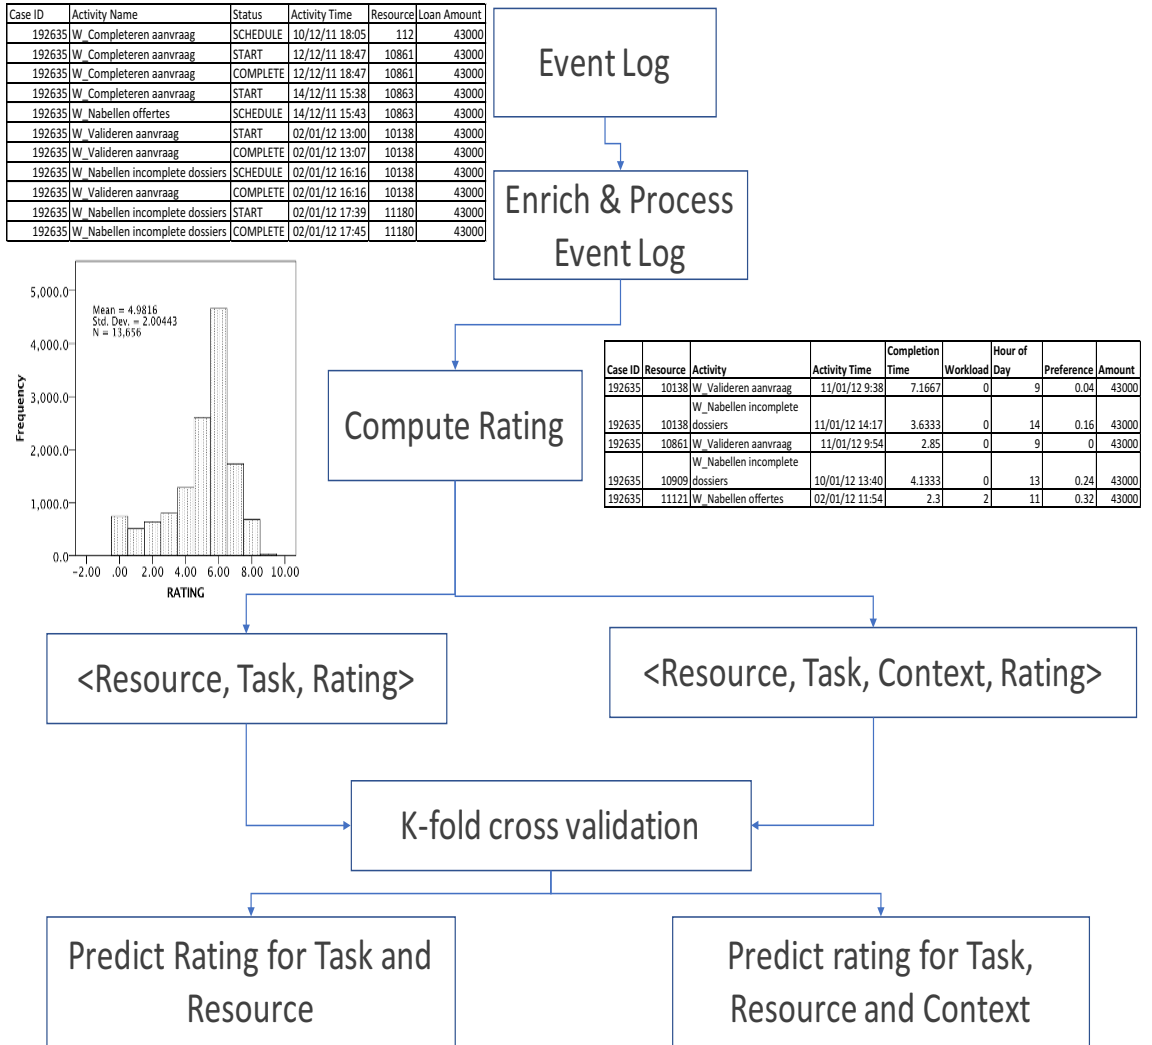 Case ID Activity Name Status Activity Time Resource Loan Amount
192635 W_Completeren aanvraag SCHEDULE 10/12/11 18:05 112 43000
192635 W_Completeren aanvraag START 12/12/11 18:47 10861 43000
192635 W_Completeren aanvraag COMPLETE 12/12/11 18:47 10861 43000
192635 W_Completeren aanvraag START 14/12/11 15:38 10863 43000
192635 W_Nabellen offertes SCHEDULE 14/12/11 15:43 10863 43000
192635 W_Valideren aanvraag START 02/01/12 13:00 10138 43000
192635 W_Valideren aanvraag COMPLETE 02/01/12 13:07 10138 43000
192635 W_Nabellen incomplete dossiers SCHEDULE 02/01/12 16:16 10138 43000
192635 W_Valideren aanvraag COMPLETE 02/01/12 16:16 10138 43000
192635 W_Nabellen incomplete dossiers START 02/01/12 17:39 11180 43000
192635 W_Nabellen incomplete dossiers COMPLETE 02/01/12 17:45 11180 43000
Event Log
Enrich & Process
Event Log
Mean = 4.9816
Std. Dev. = 2.00443
N = 13,656
Frequency
5,000.0
4,000.0
3,000.0
2,000.0
1,000.0
0.0
-2.00 .00 2.00 4.00 6.00 8.00 10.00
RATING
Compute Rating
Completion Hour of
Case ID Resource Activity Activity Time Time Workload Day Preference Amount
192635 10138 W_Valideren aanvraag 11/01/12 9:38 7.1667 0 9 0.04 43000
W_Nabellen incomplete
192635 10138 dossiers 11/01/12 14:17 3.6333 0 14 0.16 43000
192635 10861 W_Valideren aanvraag 11/01/12 9:54 2.85 0 9 0 43000
W_Nabellen incomplete
192635 10909 dossiers 10/01/12 13:40 4.1333 0 13 0.24 43000
192635 11121 W_Nabellen offertes 02/01/12 11:54 2.3 2 11 0.32 43000
<Resource, Task, Rating>
<Resource, Task, Context, Rating>
K-fold cross validation
Predict Rating for Task and
Resource
Predict rating for Task,
Resource and Context